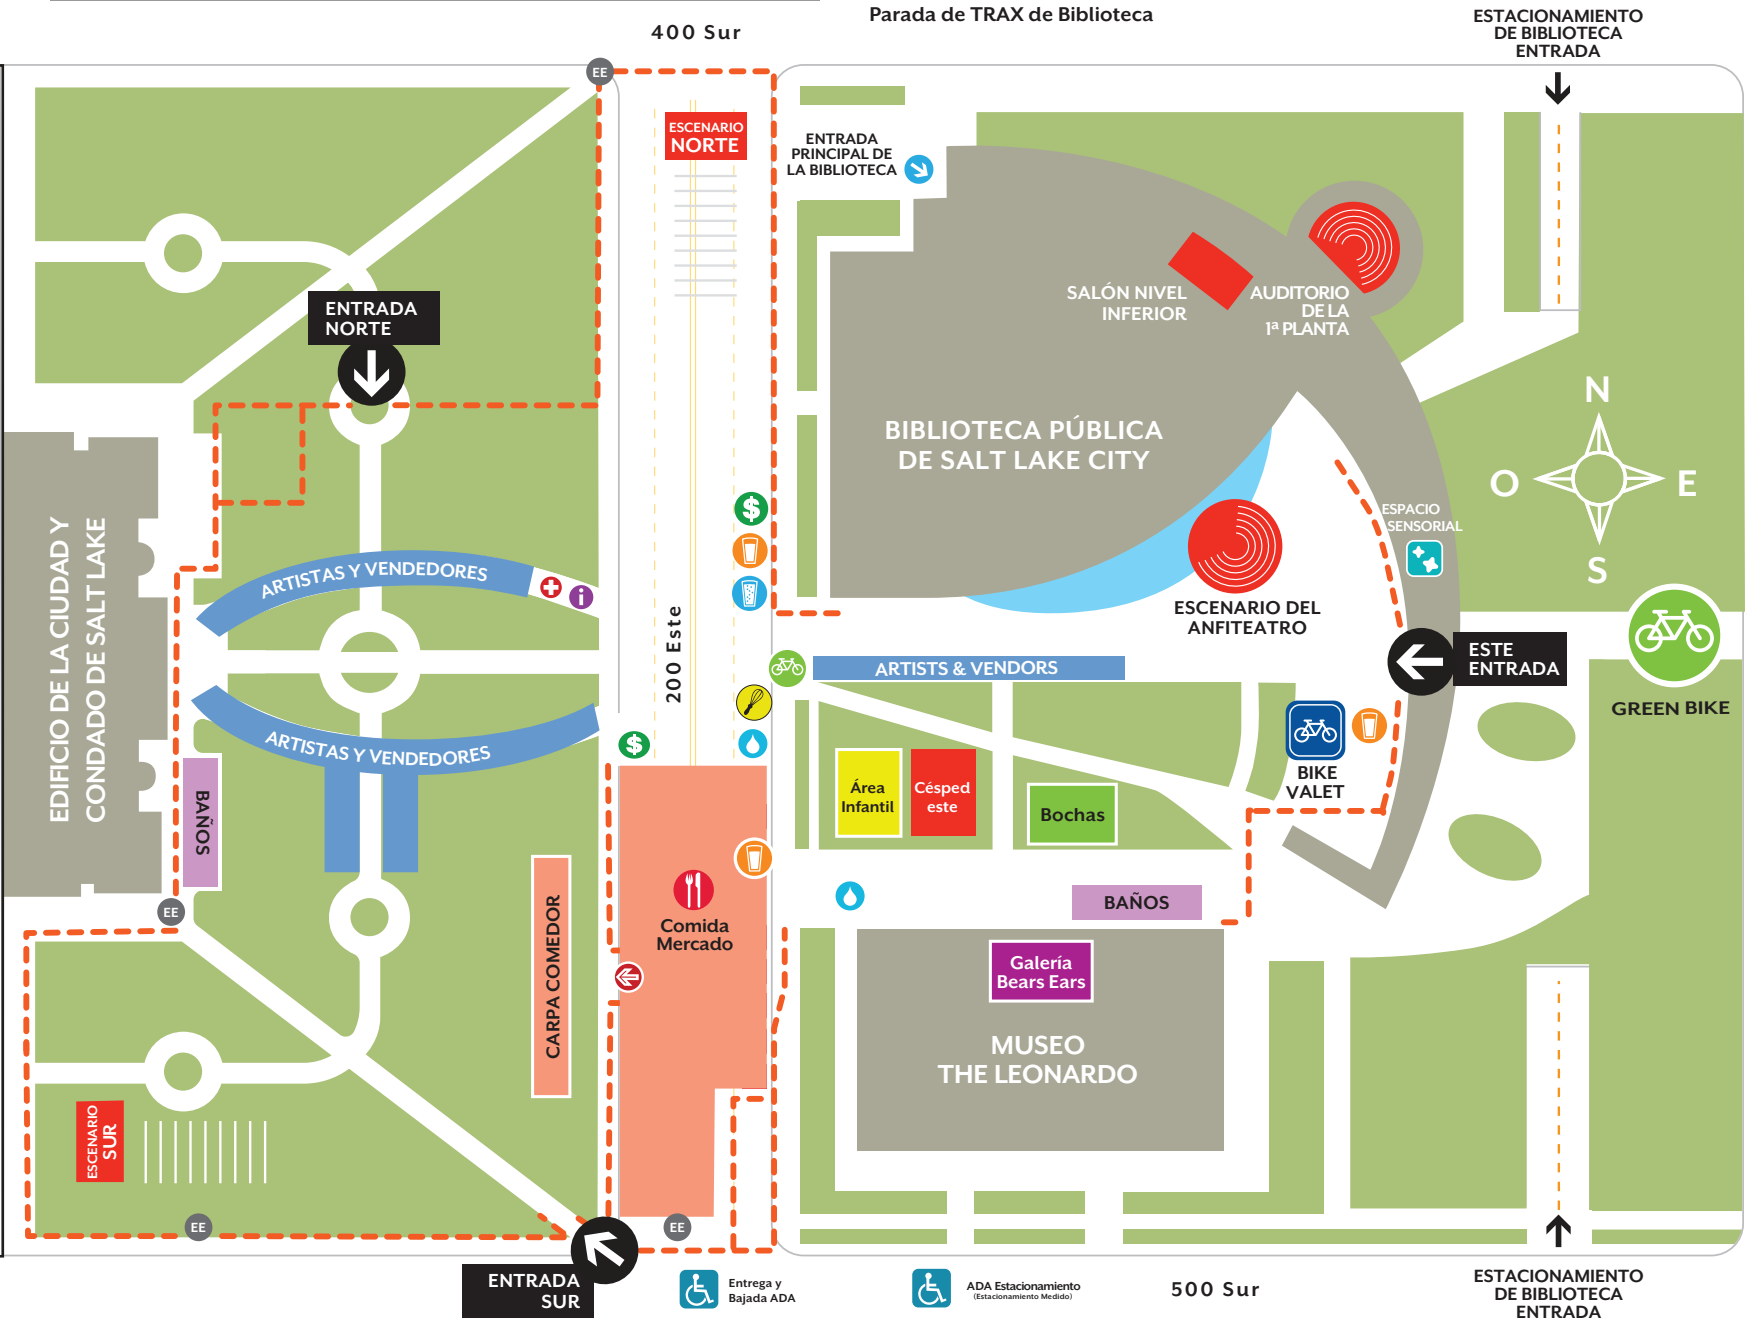 Parada de TRAX de Biblioteca
400 Sur
ESTACIONAMIENTO
DE BIBLIOTECA
ENTRADA
EE
ESCENARIO
NORTE
ENTRADA
PRINCIPAL DE
LA BIBLIOTECA
SALÓN NIVEL
INFERIOR
AUDITORIO
DE LA
1ª PLANTA
ENTRADA
NORTE
BIBLIOTECA PÚBLICA
DE SALT LAKE CITY
N
O
E
S
ESPACIO
SENSORIAL
$
EDIFICIO DE LA CIUDAD Y
CONDADO DE SALT LAKE
ARTISTAS Y VENDEDORES
i
200 Este
ESCENARIO DEL
ANFITEATRO
ARTISTS & VENDORS
ESTE
ENTRADA
GREEN BIKE
ARTISTAS Y VENDEDORES
$
BIKE
VALET
BAÑOS
Área
Infantil
Césped
este
Bochas
EE
CARPA COMEDOR
Comida
Mercado
BAÑOS
Galería
Bears Ears
MUSEO
THE LEONARDO
ESCENARIO
SUR
EE
EE
ENTRADA
SUR
Entrega y
Bajada ADA
ADA Estacionamiento
(Estacionamiento Medido)
500 Sur
ESTACIONAMIENTO
DE BIBLIOTECA
ENTRADA